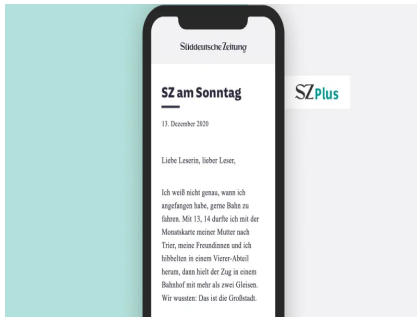 Süddeutsche Zeitung
SZ am Sonntag
SZ Plus
13. Dezember 2020
Liebe Leserin, lieber Leser,
Ich weiß nicht genau, wann ich
angefangen habe, gerne Bahn zu
fahren. Mit 13, 14 durfte ich mit der
Monatskarte meiner Mutter nach
Trier, meine Freundinnen und ich
hibbelten in einem Vierer-Abteil
herum, dann hielt der Zug in einem
Bahnhof mit mehr als zwei Gleisen.
Wir wussten: Das ist die Großstadt.